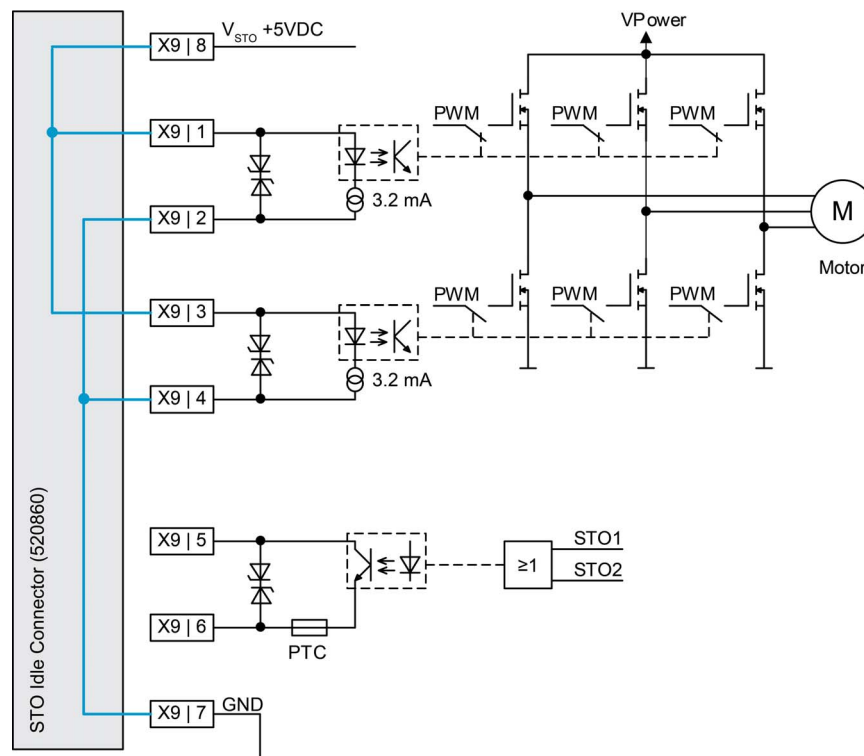 VPower
X9 | 8 V_STO +5VDC
X9 | 1
PWM PWM PWM
3.2 mA
X9 | 2
M
Motor
X9 | 3
PWM PWM PWM
3.2 mA
X9 | 4
STO Idle Connector (520860)
X9 | 5
STO1
≥1
STO2
X9 | 6
PTC
X9 | 7 GND